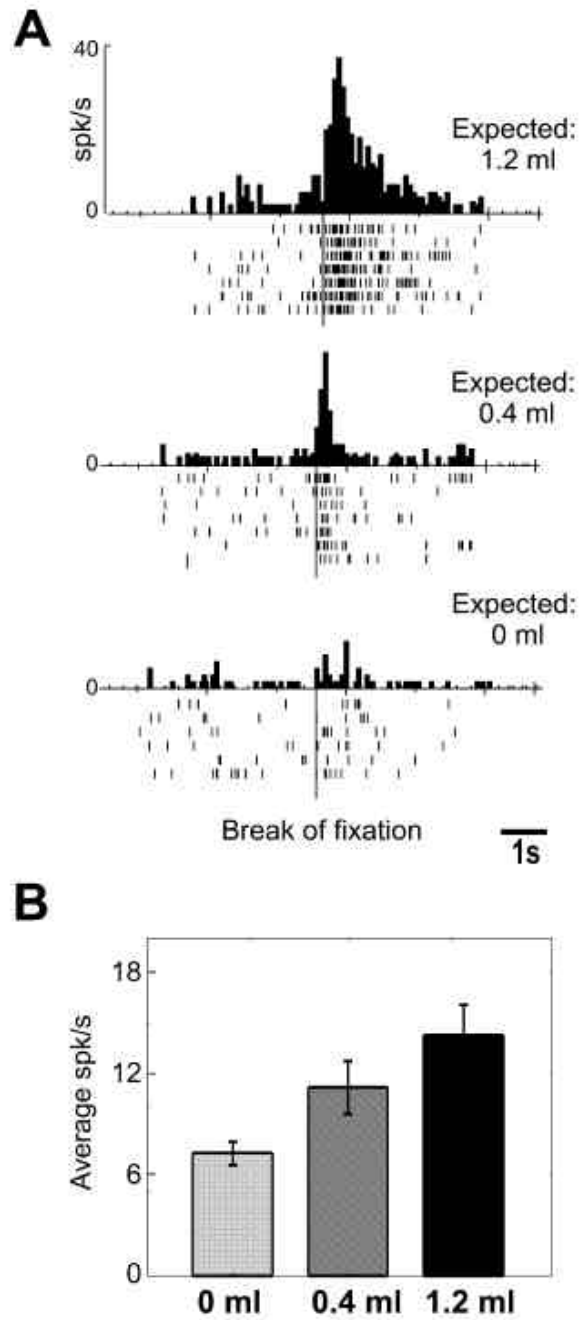 A
40
spk/s
0
Expected:
1.2 ml
Expected:
0.4 ml
0
Expected:
0 ml
0
Break of fixation
1s
B
18
12
6
0
Average spk/s
0 ml
0.4 ml
1.2 ml